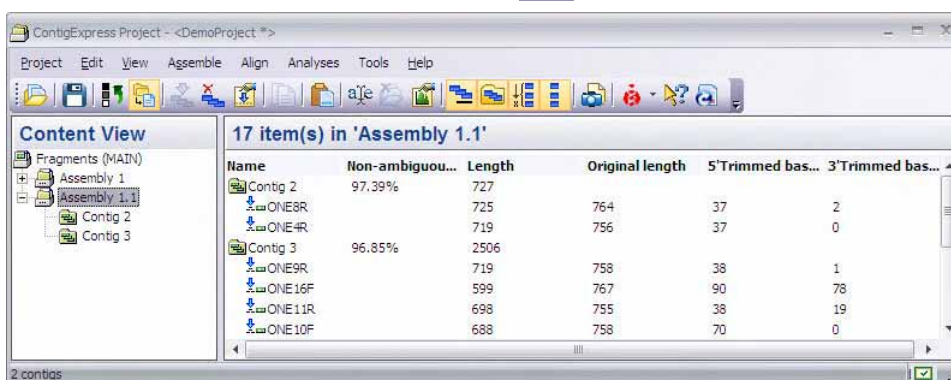 ContigExpress Project - <DemoProject *>
Project Edit View Assemble Align Analyses Tools Help
Content View
Fragments (MAIN)
Assembly 1
Assembly 1.1
Contig 2
Contig 3
17 item(s) in 'Assembly 1.1'
Name Non-ambiguou... Length Original length 5'Trimmed bas... 3'Trimmed bas...
Contig 2 97.39% 727
ONE8R 725 764 37 2
ONE4R 719 756 37 0
Contig 3 96.85% 2506
ONE9R 719 758 38 1
ONE16F 599 767 90 78
ONE11R 698 755 38 19
ONE10F 688 758 70 0
2 contigs